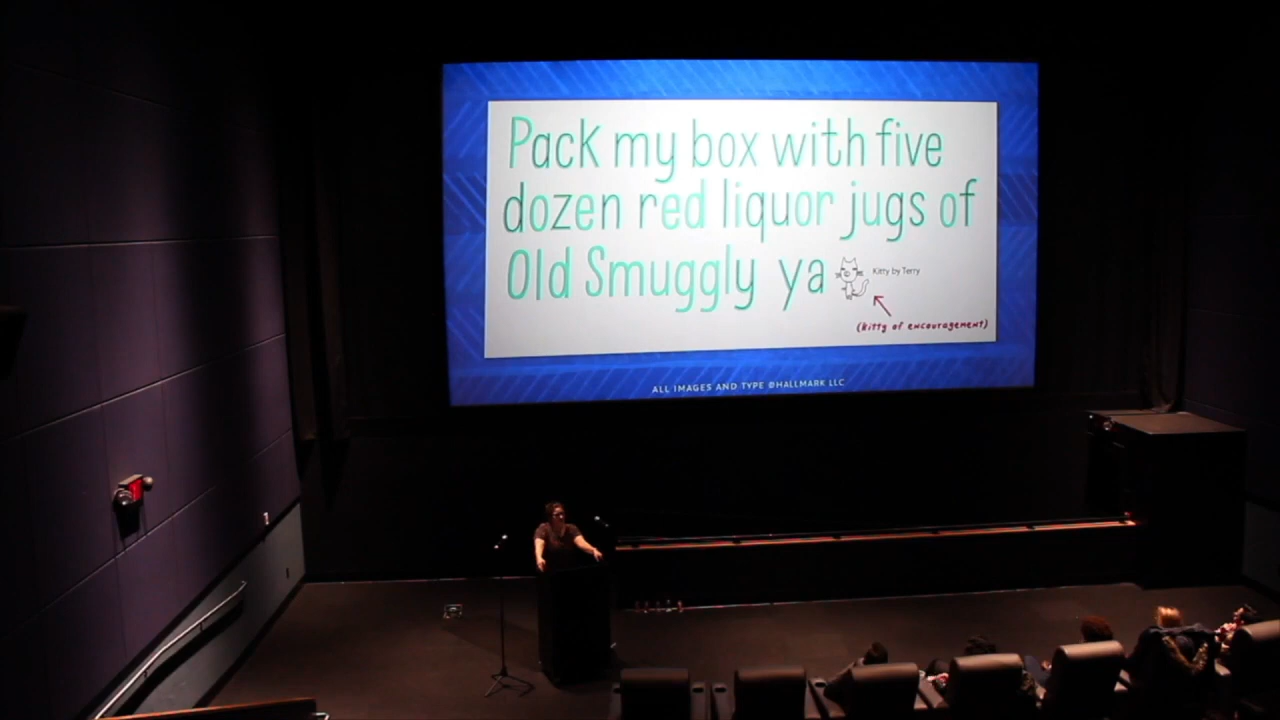 Pack my box with five
dozen red liquor jugs of
Old Smuggly ya
Kitty by Terry
(kitty of encouragement)
ALL IMAGES AND TYPE ©HALLMARK LLC